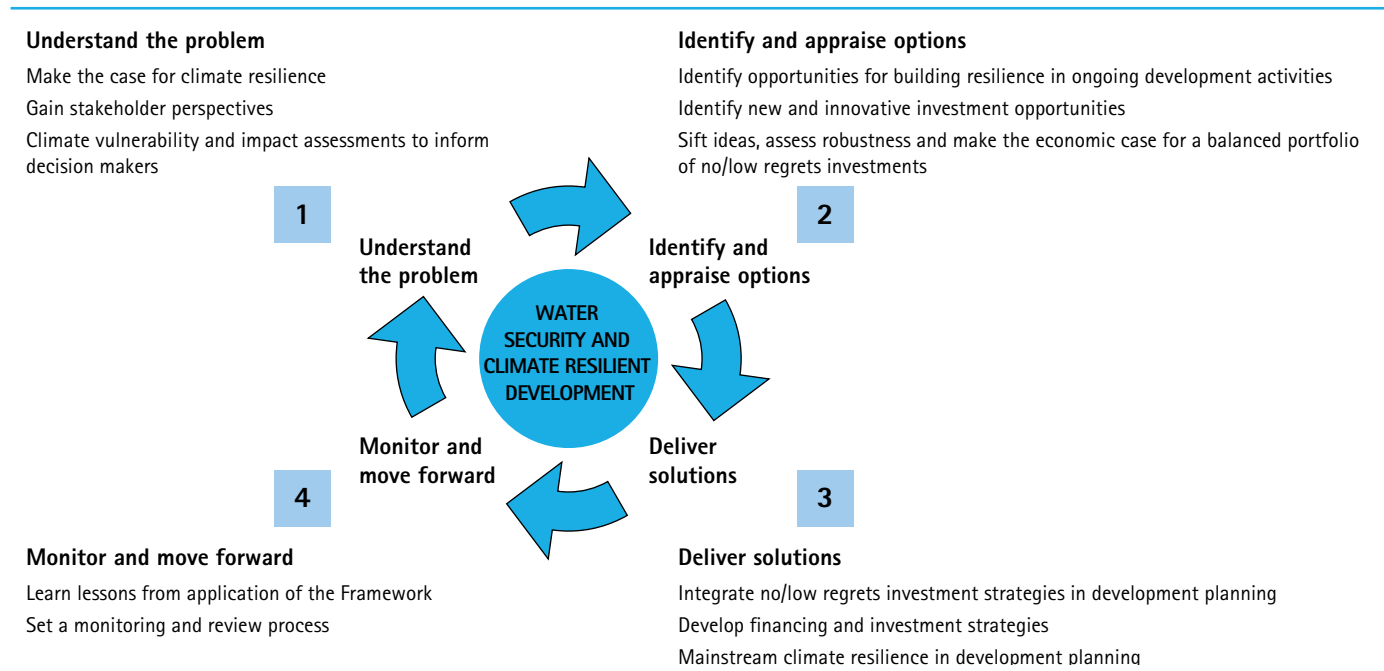 Understand the problem
Make the case for climate resilience
Gain stakeholder perspectives
Climate vulnerability and impact assessments to inform
decision makers
Identify and appraise options
Identify opportunities for building resilience in ongoing development activities
Identify new and innovative investment opportunities
Sift ideas, assess robustness and make the economic case for a balanced portfolio
of no/low regrets investments
1
Understand
the problem
2
Identify and
appraise options
WATER
SECURITY AND
CLIMATE RESILIENT
DEVELOPMENT
Monitor and
move forward
4
Deliver
solutions
3
Monitor and move forward
Learn lessons from application of the Framework
Set a monitoring and review process
Deliver solutions
Integrate no/low regrets investment strategies in development planning
Develop financing and investment strategies
Mainstream climate resilience in development planning